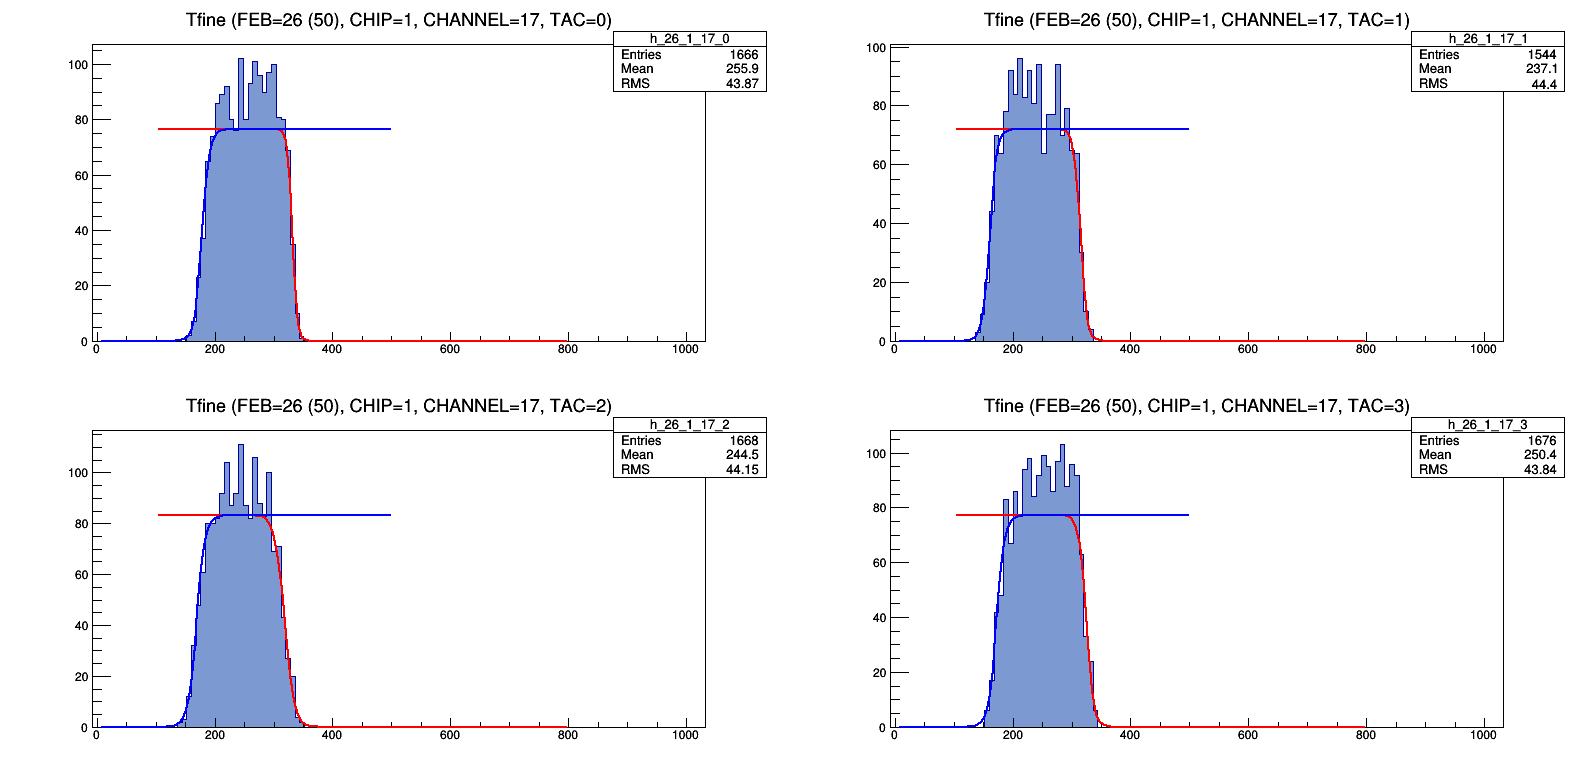 Tfine (FEB=26 (50), CHIP=1, CHANNEL=17, TAC=0)
h_26_1_17_0
Entries 1666
Mean 255.9
RMS 43.87
100
80
60
40
20
0
0 200 400 600 800 1000
Tfine (FEB=26 (50), CHIP=1, CHANNEL=17, TAC=1)
h_26_1_17_1
Entries 1544
Mean 237.1
RMS 44.4
100
80
60
40
20
0
0 200 400 600 800 1000
Tfine (FEB=26 (50), CHIP=1, CHANNEL=17, TAC=2)
h_26_1_17_2
Entries 1668
Mean 244.5
RMS 44.15
100
80
60
40
20
0
0 200 400 600 800 1000
Tfine (FEB=26 (50), CHIP=1, CHANNEL=17, TAC=3)
h_26_1_17_3
Entries 1676
Mean 250.4
RMS 43.84
100
80
60
40
20
0
0 200 400 600 800 1000